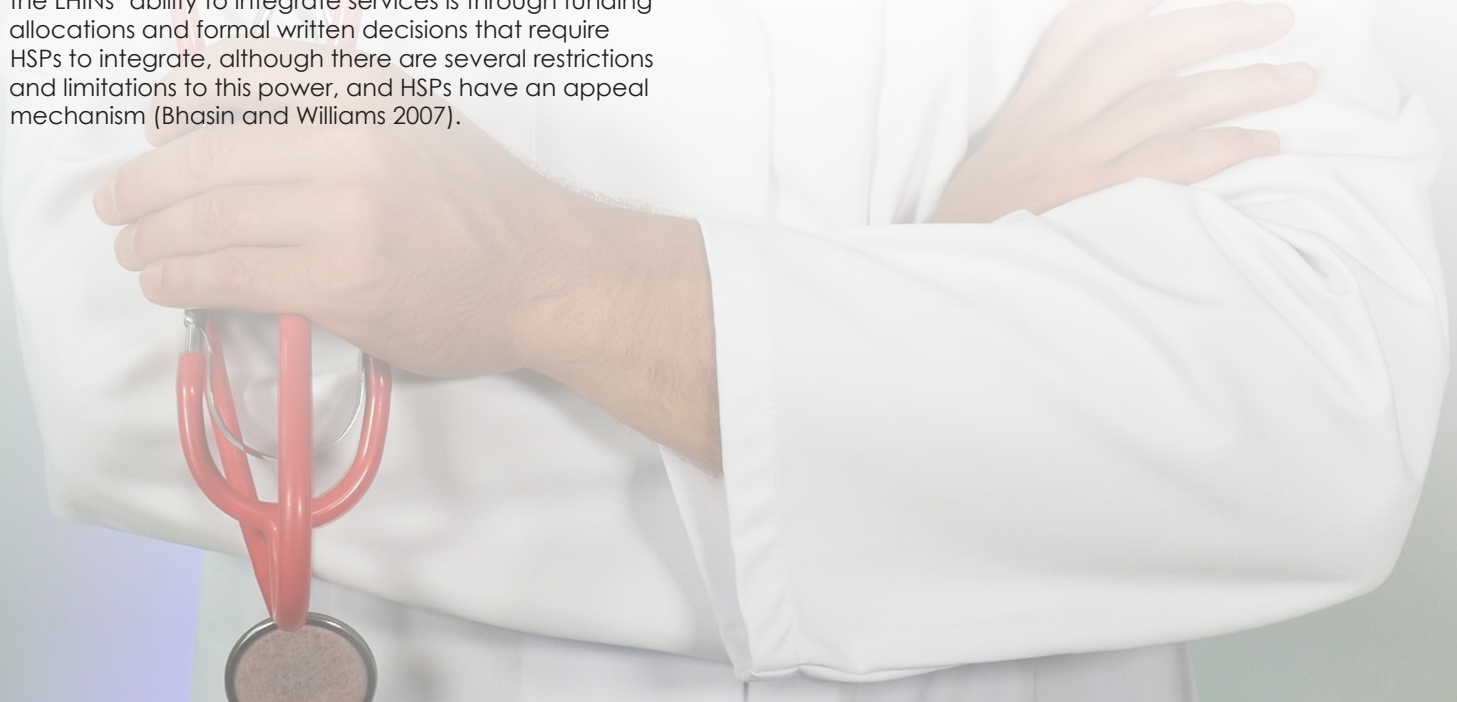 the LHINs' ability to integrate services is through funding
allocations and formal written decisions that require
HSPs to integrate, although there are several restrictions
and limitations to this power, and HSPs have an appeal
mechanism (Bhasin and Williams 2007).